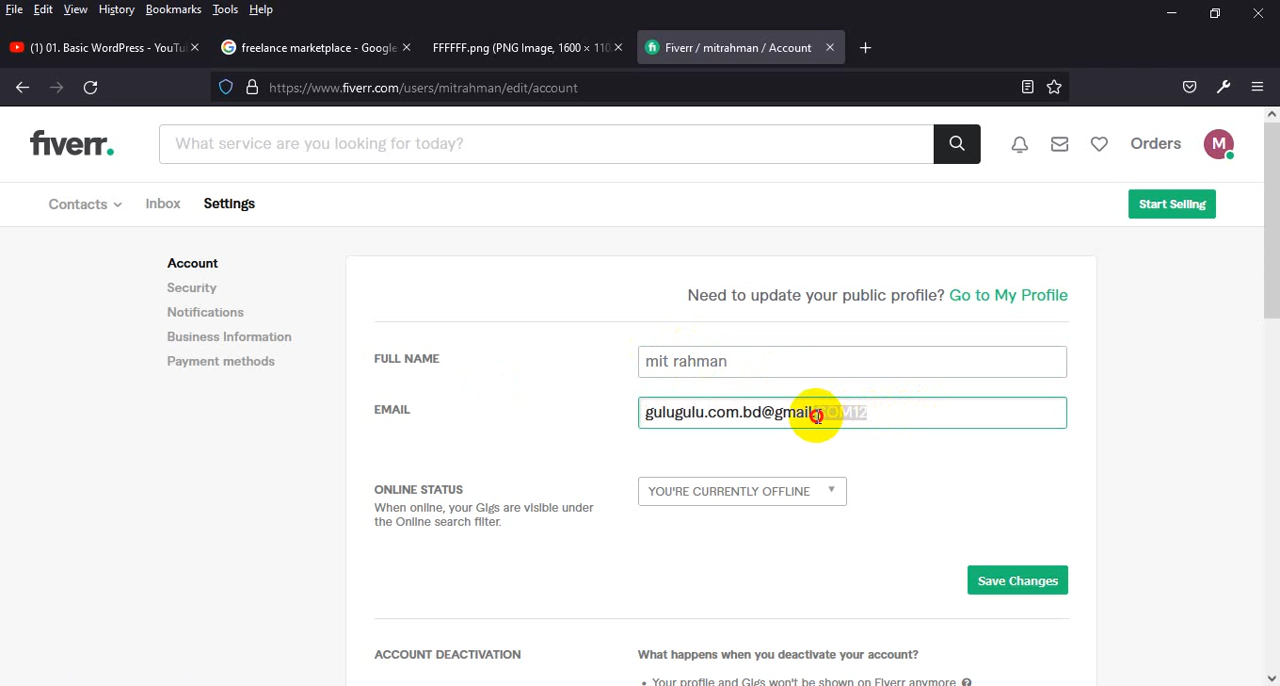 File Edit View History Bookmarks Tools Help
(1) 01. Basic WordPress - YouTu
freelance marketplace - Google
FFFFFF.png (PNG Image, 1600 × 110
Fiverr / mitrahman / Account
https://www.fiverr.com/users/mitrahman/edit/account
fiverr.
What service are you looking for today?
Orders
M
Contacts
Inbox
Settings
Start Selling
Account
Security
Notifications
Business Information
Payment methods
Need to update your public profile? Go to My Profile
FULL NAME
mit rahman
EMAIL
gulugulu.com.bd@gmail
ONLINE STATUS
When online, your Gigs are visible under
the Online search filter.
YOU'RE CURRENTLY OFFLINE
Save Changes
ACCOUNT DEACTIVATION
What happens when you deactivate your account?
• Your profile and Gigs won't be shown on Fiverr anymore